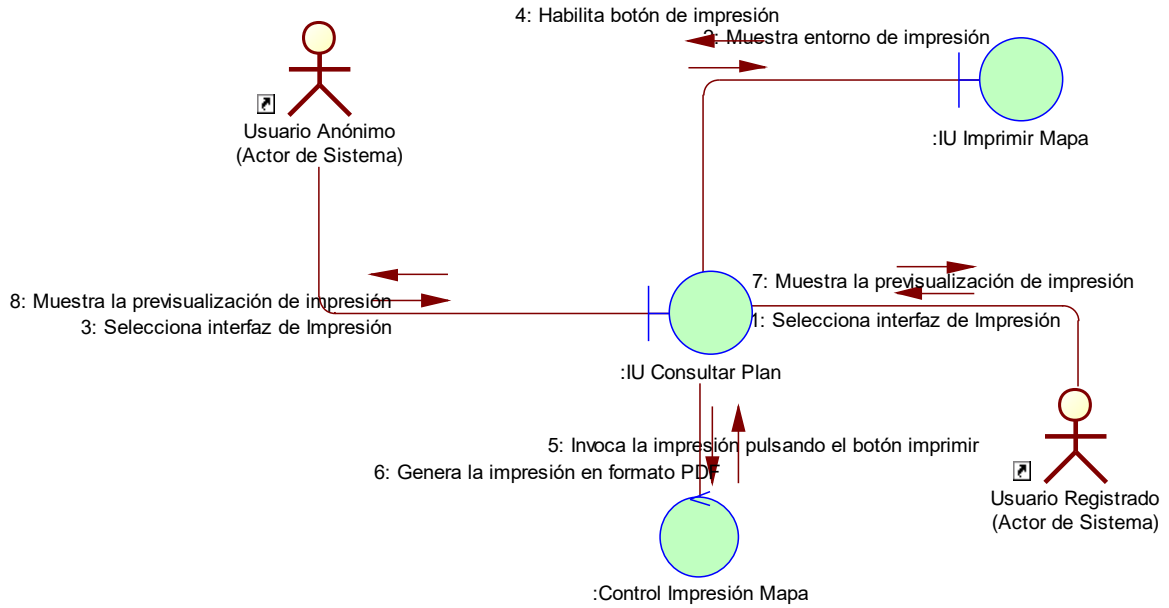 4: Habilita botón de impresión
2: Muestra entorno de impresión
Usuario Anónimo
(Actor de Sistema)
:IU Imprimir Mapa
7: Muestra la previsualización de impresión
8: Muestra la previsualización de impresión
1: Selecciona interfaz de Impresión
3: Selecciona interfaz de Impresión
:IU Consultar Plan
5: Invoca la impresión pulsando el botón imprimir
6: Genera la impresión en formato PDF
Usuario Registrado
(Actor de Sistema)
:Control Impresión Mapa